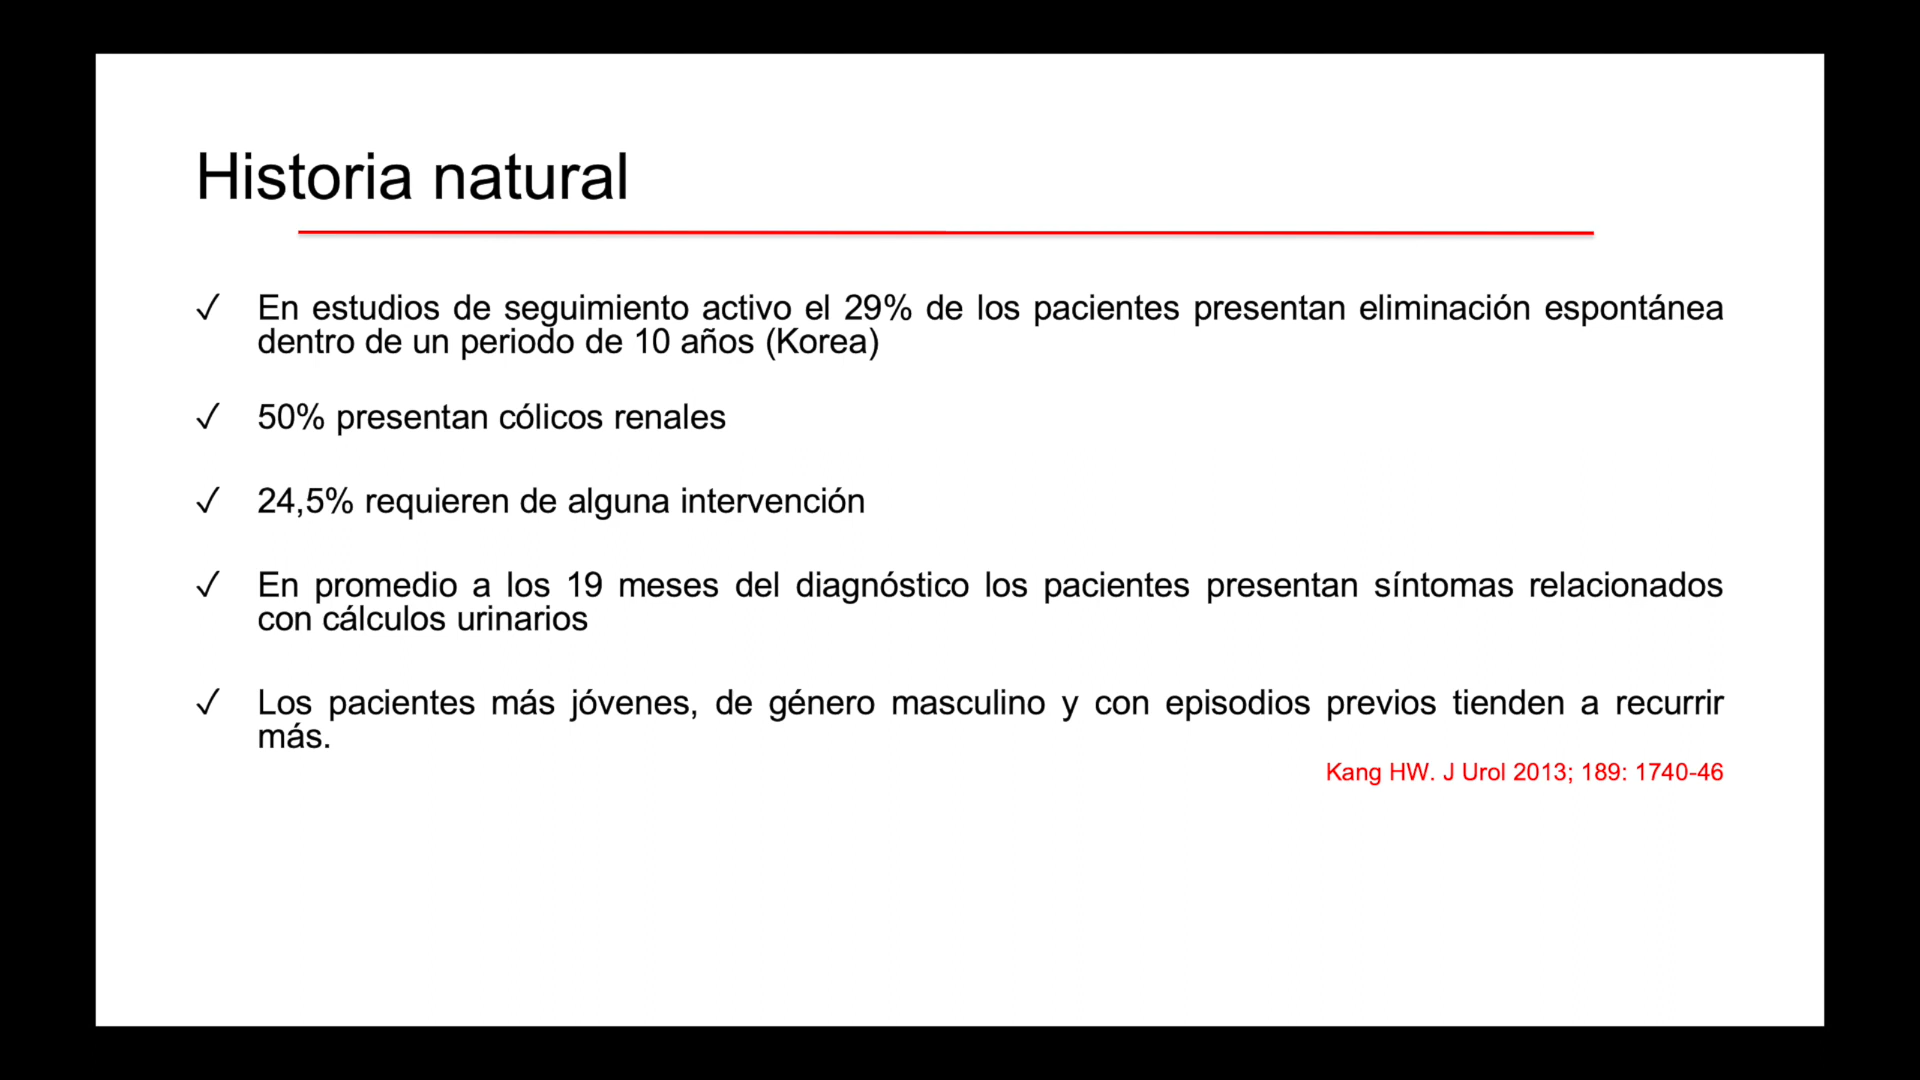 Historia natural
✓ En estudios de seguimiento activo el 29% de los pacientes presentan eliminación espontánea
dentro de un periodo de 10 años (Korea)
✓ 50% presentan cólicos renales
✓ 24,5% requieren de alguna intervención
✓ En promedio a los 19 meses del diagnóstico los pacientes presentan síntomas relacionados
con cálculos urinarios
✓ Los pacientes más jóvenes, de género masculino y con episodios previos tienden a recurrir
más.
Kang HW. J Urol 2013; 189: 1740-46